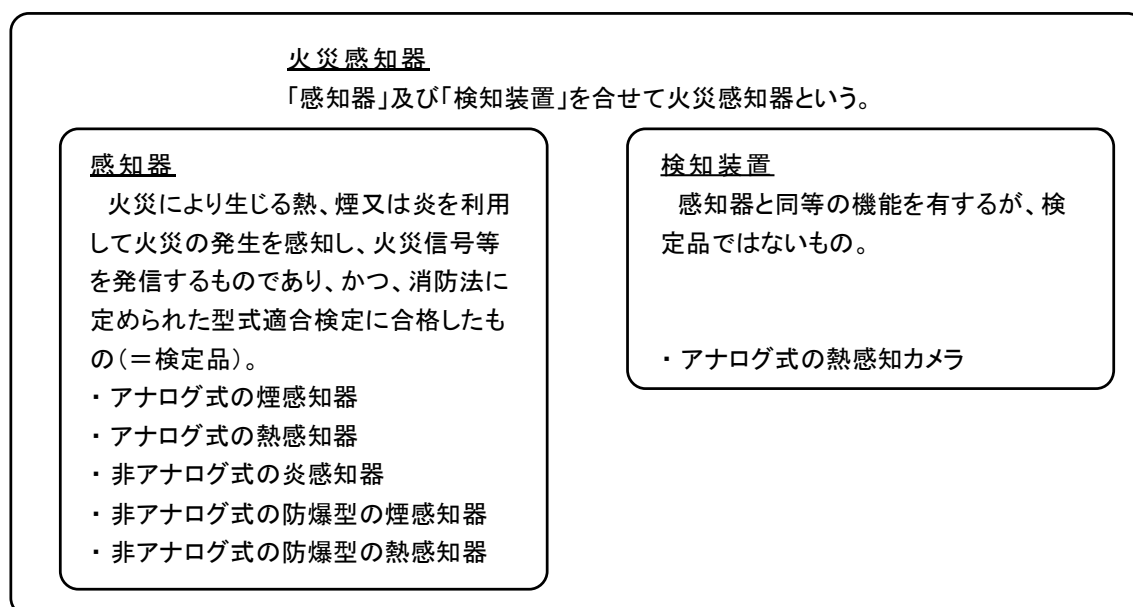 火災感知器
「感知器」及び「検知装置」を合せて火災感知器という。
感知器
火災により生じる熱、煙又は炎を利用
して火災の発生を感知し、火災信号等
を発信するものであり、かつ、消防法に
定められた型式適合検定に合格したも
の(=検定品)。
・ アナログ式の煙感知器
・ アナログ式の熱感知器
・ 非アナログ式の炎感知器
・ 非アナログ式の防爆型の煙感知器
・ 非アナログ式の防爆型の熱感知器
検知装置
感知器と同等の機能を有するが、検
定品ではないもの。
・ アナログ式の熱感知カメラ